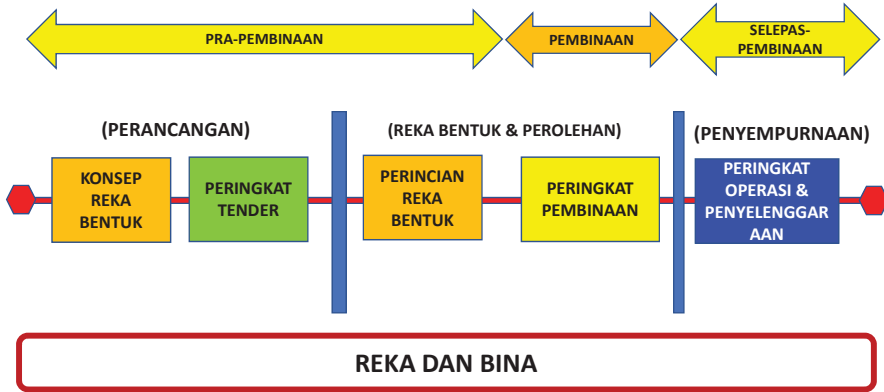 PRA-PEMBINAAN
PEMBINAAN
SELEPAS-
PEMBINAAN
(PERANCANGAN)
(REKA BENTUK & PEROLEHAN)
(PENYEMPURNAAN)
KONSEP
REKA
BENTUK
PERINGKAT
TENDER
PERINCIAN
REKA
BENTUK
PERINGKAT
PEMBINAAN
PERINGKAT
OPERASI &
PENYELENGGAR
AAN
REKA DAN BINA